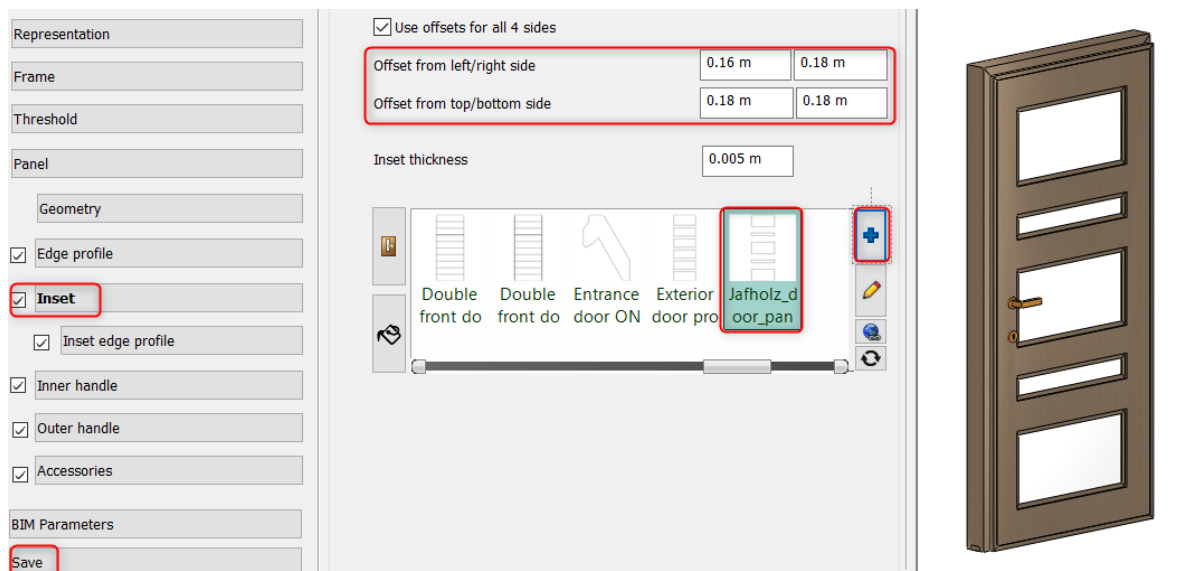 Representation
Frame
Threshold
Panel
Geometry
Edge profile
Inset
Inset edge profile
Inner handle
Outer handle
Accessories
BIM Parameters
Save
Use offsets for all 4 sides
Offset from left/right side 0.16 m 0.18 m
Offset from top/bottom side 0.18 m 0.18 m
Inset thickness 0.005 m
Double Double Entrance Exterior Jafholz_d
front do front do door ON door pro oor_pan